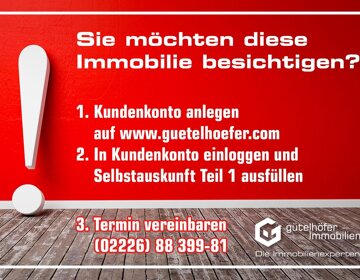 Sie möchten diese
Immobilie besichtigen?
1. Kundenkonto anlegen
auf www.guetelhoefer.com
2. In Kundenkonto einloggen und
Selbstauskunft Teil 1 ausfüllen
3. Termin vereinbaren
(02226) 88 399-81
gütelhöfer
Immobilien
Die Immobilienexperten